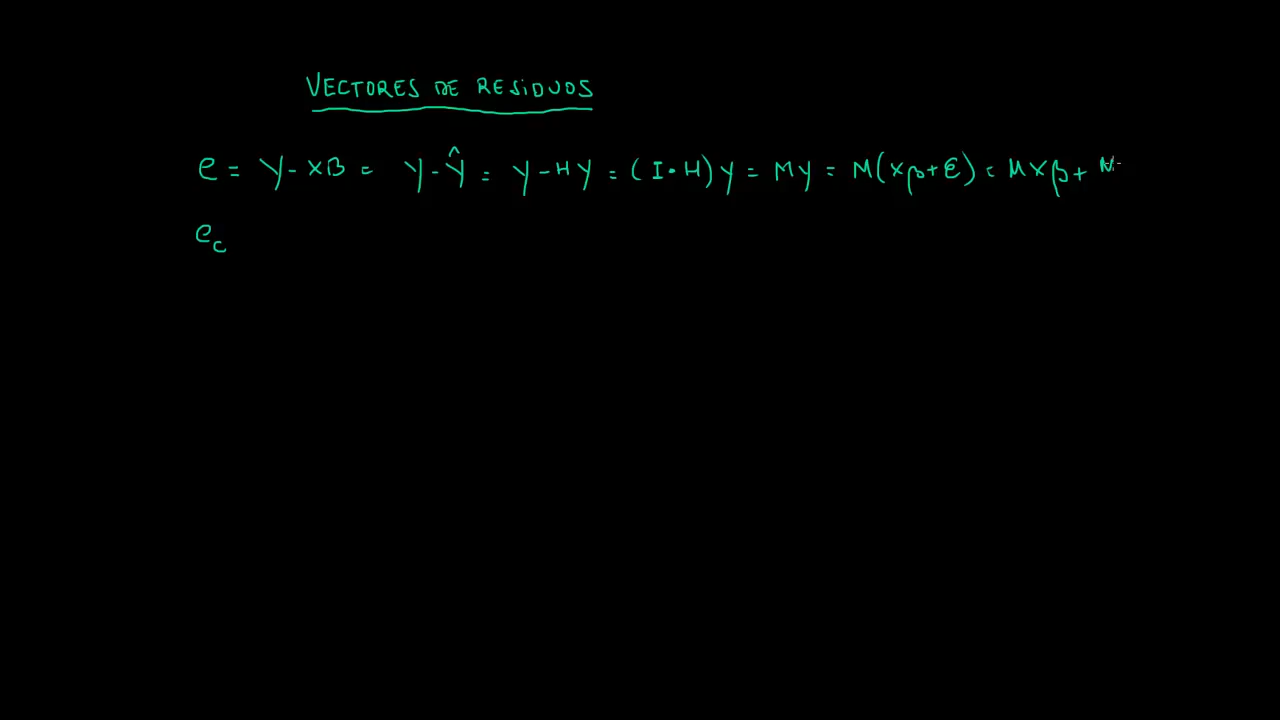 VECTORES DE RESIDUOS
e = Y - XB = Y - Ŷ = Y - HY = (I - H) Y = MY = M(Xβ + ε) = MXβ +
e_c